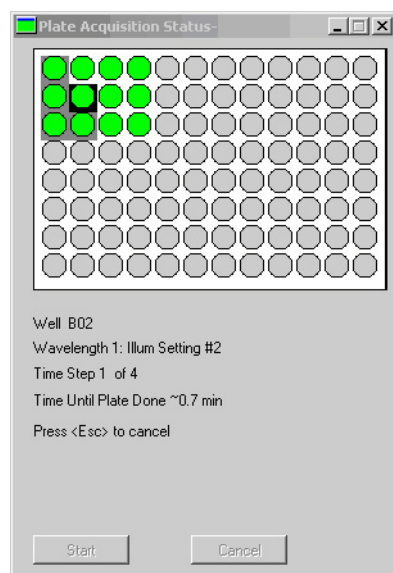 Plate Acquisition Status-
Well B02
Wavelength 1: Illum Setting #2
Time Step 1 of 4
Time Until Plate Done ~0.7 min
Press <Esc> to cancel
Start
Cancel